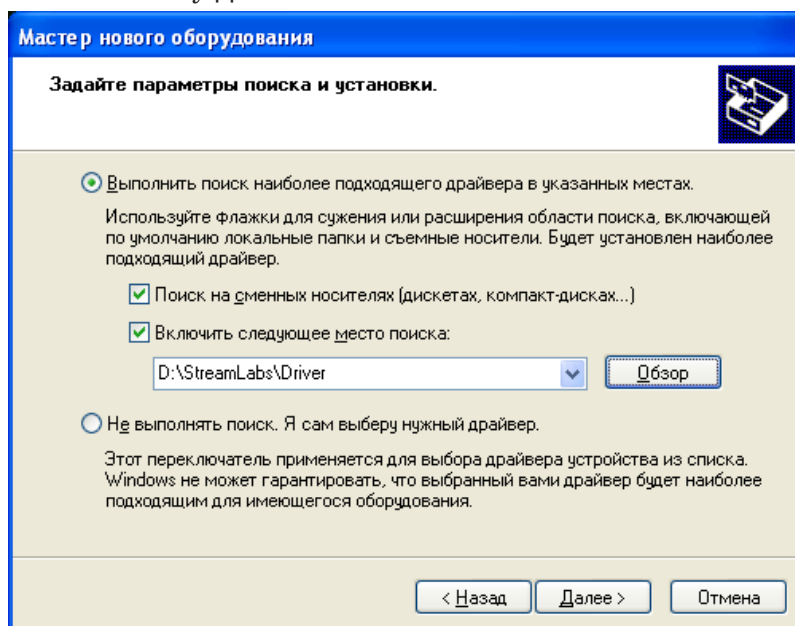 Мастер нового оборудования
Задайте параметры поиска и установки.
Выполнить поиск наиболее подходящего драйвера в указанных местах.
Используйте флажки для сужения или расширения области поиска, включающей
по умолчанию локальные папки и съемные носители. Будет установлен наиболее
подходящий драйвер.
Поиск на сменных носителях (дискетах, компакт-дисках...)
Включить следующее место поиска:
D:\StreamLabs\Driver
Обзор
Не выполнять поиск. Я сам выберу нужный драйвер.
Этот переключатель применяется для выбора драйвера устройства из списка.
Windows не может гарантировать, что выбранный вами драйвер будет наиболее
подходящим для имеющегося оборудования.
< Назад Далее > Отмена